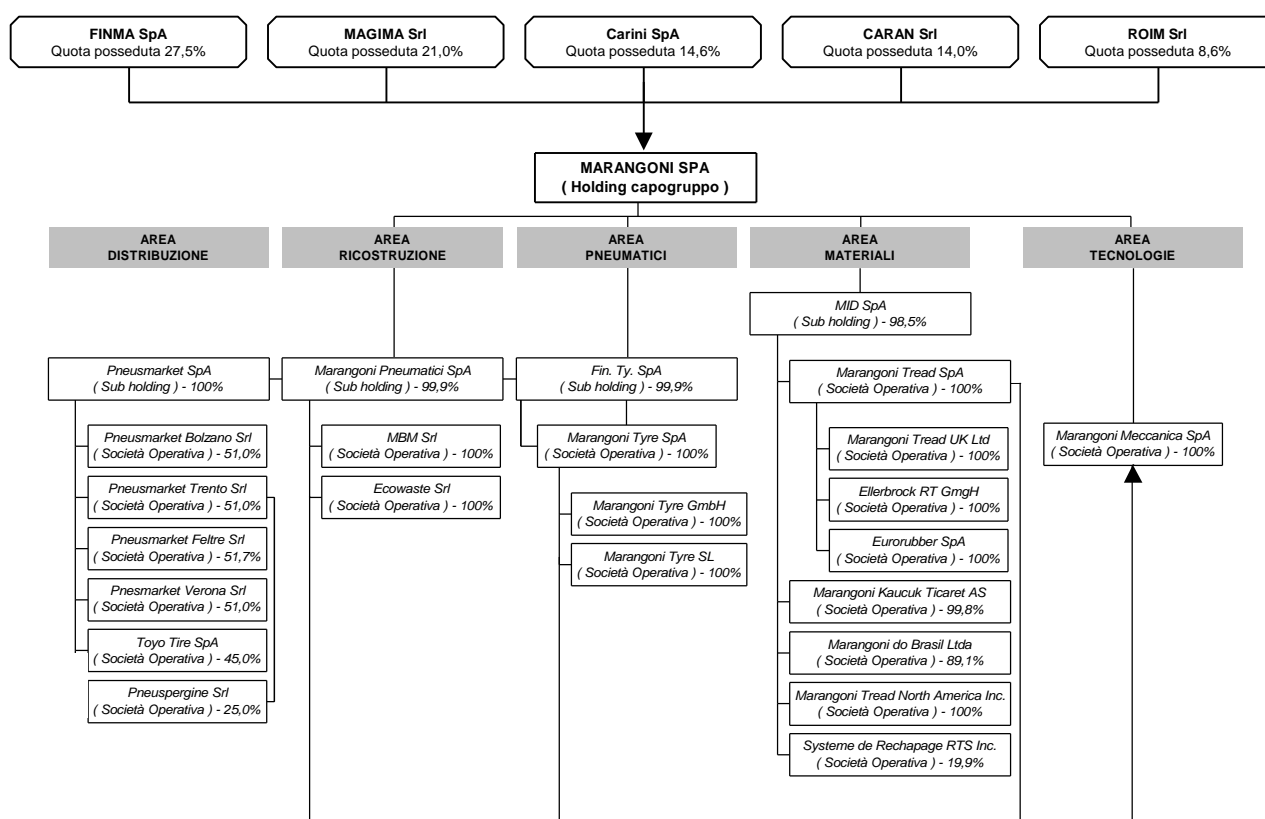 FINMA SpA
Quota posseduta 27,5%
MAGIMA Srl
Quota posseduta 21,0%
Carini SpA
Quota posseduta 14,6%
CARAN Srl
Quota posseduta 14,0%
ROIM Srl
Quota posseduta 8,6%
MARANGONI SPA
( Holding capogruppo )
AREA
DISTRIBUZIONE
AREA
RICOSTRUZIONE
AREA
PNEUMATICI
AREA
MATERIALI
AREA
TECNOLOGIE
MID SpA
( Sub holding ) - 98,5%
Pneusmarket SpA
( Sub holding ) - 100%
Marangoni Pneumatici SpA
( Sub holding ) - 99,9%
Fin. Ty. SpA
( Sub holding ) - 99,9%
Marangoni Tread SpA
( Società Operativa ) - 100%
Pneusmarket Bolzano Srl
( Società Operativa ) - 51,0%
MBM Srl
( Società Operativa ) - 100%
Marangoni Tyre SpA
( Società Operativa ) - 100%
Marangoni Tread UK Ltd
( Società Operativa ) - 100%
Marangoni Meccanica SpA
( Società Operativa ) - 100%
Pneusmarket Trento Srl
( Società Operativa ) - 51,0%
Ecowaste Srl
( Società Operativa ) - 100%
Marangoni Tyre GmbH
( Società Operativa ) - 100%
Ellerbrock RT GmgH
( Società Operativa ) - 100%
Pneusmarket Feltre Srl
( Società Operativa ) - 51,7%
Marangoni Tyre SL
( Società Operativa ) - 100%
Eurorubber SpA
( Società Operativa ) - 100%
Pnesmarket Verona Srl
( Società Operativa ) - 51,0%
Marangoni Kaucuk Ticaret AS
( Società Operativa ) - 99,8%
Toyo Tire SpA
( Società Operativa ) - 45,0%
Marangoni do Brasil Ltda
( Società Operativa ) - 89,1%
Pneuspergine Srl
( Società Operativa ) - 25,0%
Marangoni Tread North America Inc.
( Società Operativa ) - 100%
Systeme de Rechapage RTS Inc.
( Società Operativa ) - 19,9%